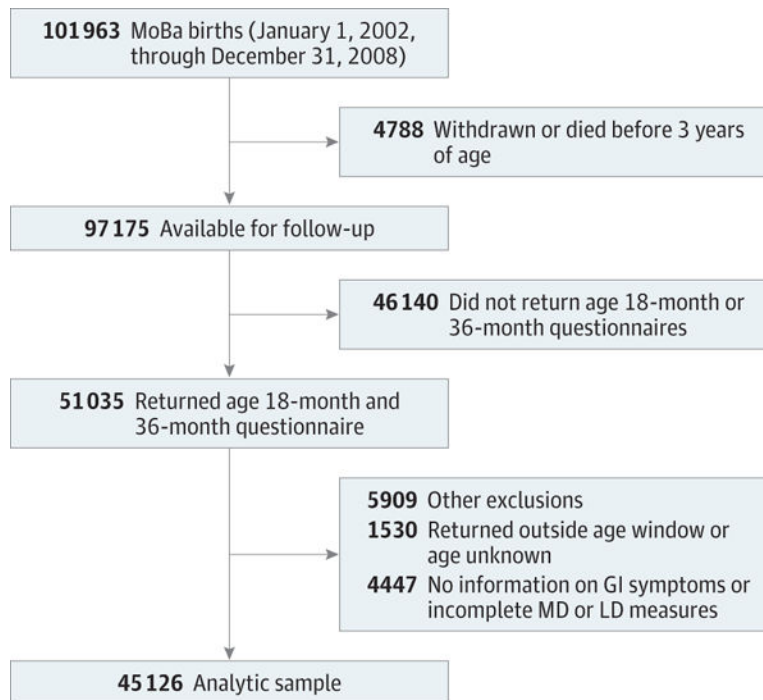 101963 MoBa births (January 1, 2002,
through December 31, 2008)
4788 Withdrawn or died before 3 years
of age
97175 Available for follow-up
46140 Did not return age 18-month or
36-month questionnaires
51035 Returned age 18-month and
36-month questionnaire
5909 Other exclusions
1530 Returned outside age window or
age unknown
4447 No information on GI symptoms or
incomplete MD or LD measures
45126 Analytic sample